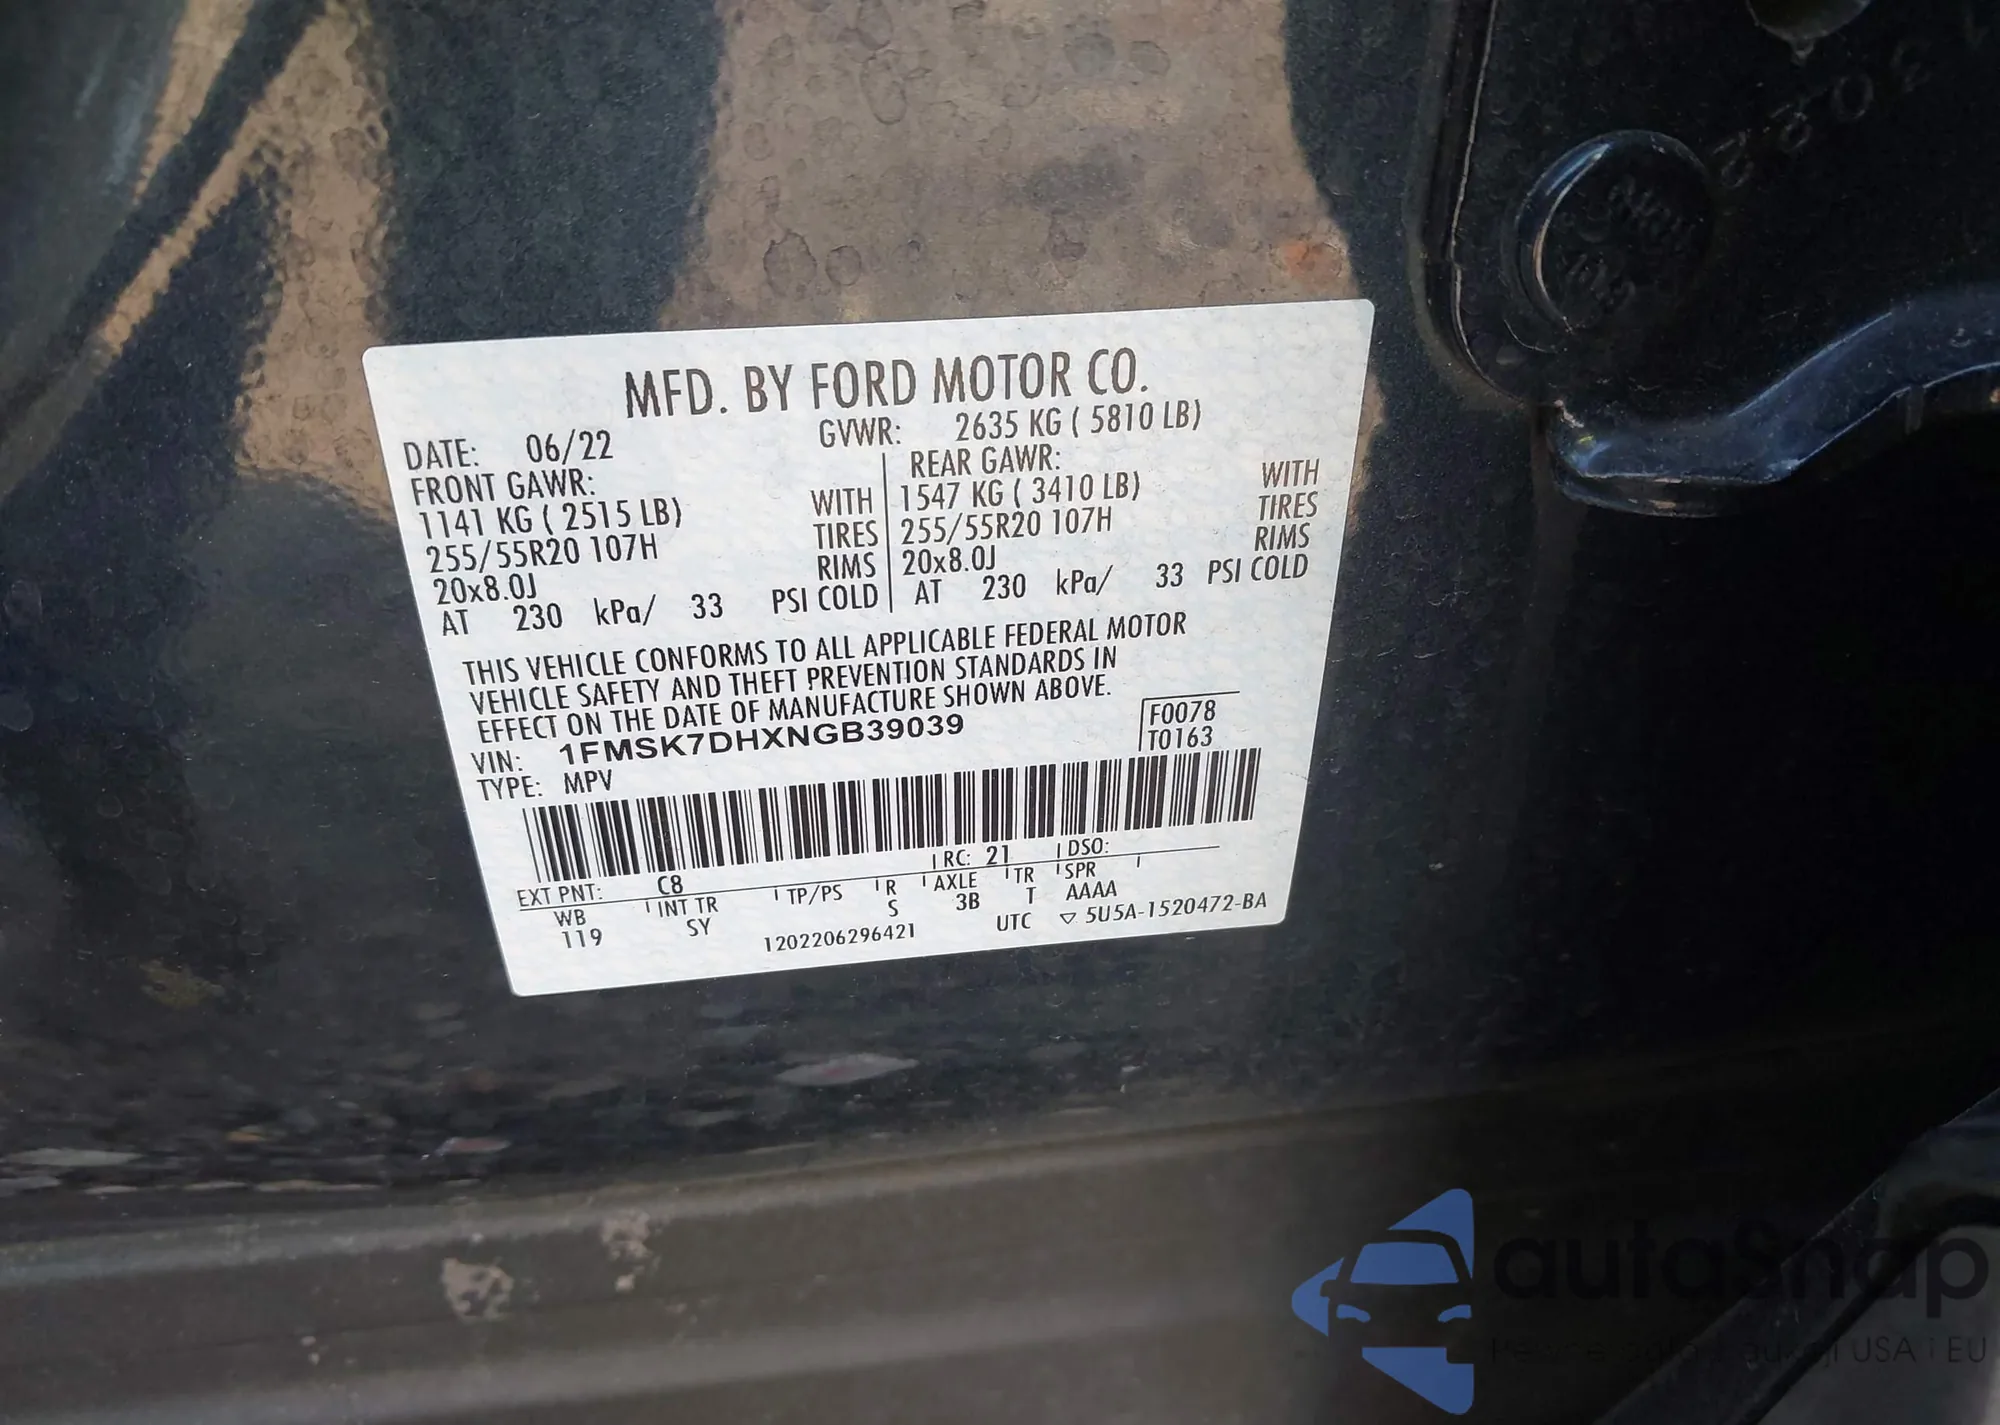 MFD. BY FORD MOTOR CO.
DATE: 06/22 GVWR: 2635 KG ( 5810 LB)
FRONT GAWR: REAR GAWR:
1141 KG ( 2515 LB) WITH 1547 KG ( 3410 LB) WITH
255/55R20 107H TIRES 255/55R20 107H TIRES
20x8.0J RIMS 20x8.0J RIMS
AT 230 kPa/ 33 PSI COLD AT 230 kPa/ 33 PSI COLD
THIS VEHICLE CONFORMS TO ALL APPLICABLE FEDERAL MOTOR
VEHICLE SAFETY AND THEFT PREVENTION STANDARDS IN
EFFECT ON THE DATE OF MANUFACTURE SHOWN ABOVE.
VIN: 1FMSK7DHXNGB39039 F0078
TYPE: MPV T0163
EXT PNT: C8 RC: 21 DSO:
WB INT TR TP/PS R AXLE TR SPR
119 SY S 3B T AAAA
1202206296421 UTC ▽ 5U5A-1520472-BA
autaSnap
USA i EU